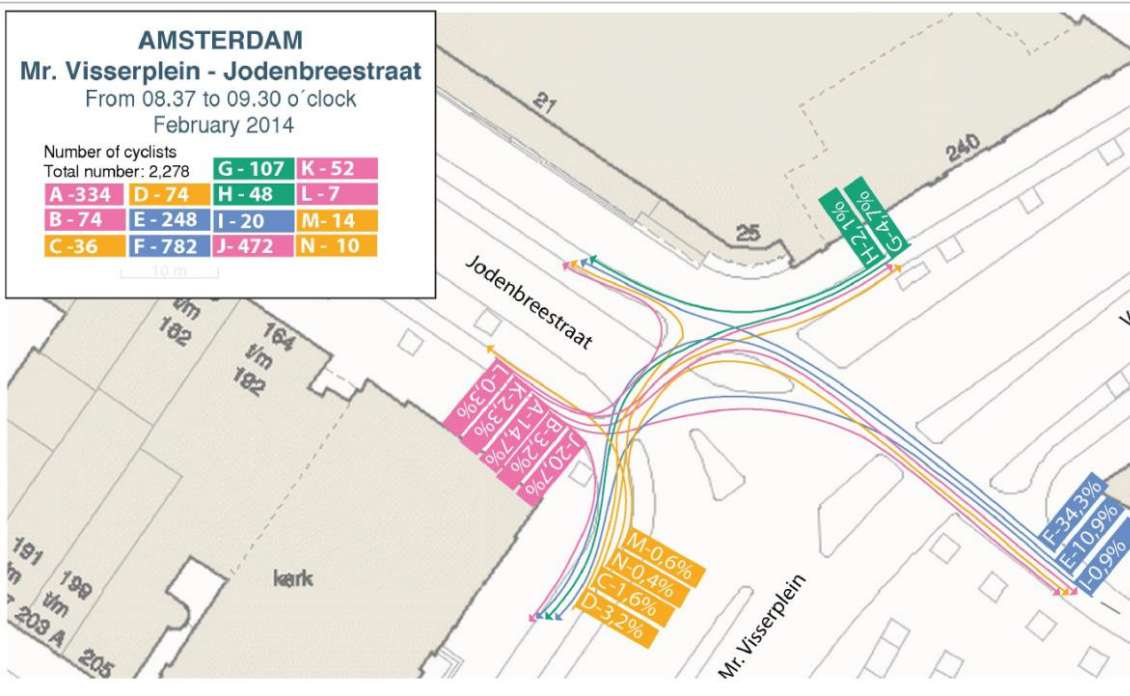 AMSTERDAM
Mr. Visserplein - Jodenbreestraat
From 08.37 to 09.30 o´clock
February 2014
Number of cyclists
Total number: 2,278
G - 107 K - 52
A -334 D - 74 H - 48 L - 7
B - 74 E - 248 I - 20 M- 14
C -36 F - 782 J- 472 N - 10
10 m
21
240
25
H-2,1%
G-4,7%
Jodenbreestraat
t/m
162
164
t/m
192
L-0,3%
K-2,3%
A-14,7%
B-3,2%
J-20,7%
F-34,3%
E-10,9%
I-0,9%
M-0,6%
N-0,4%
C-1,6%
D-3,2%
Mr. Visserplein
kerk
191
199
t/m
203 A
205